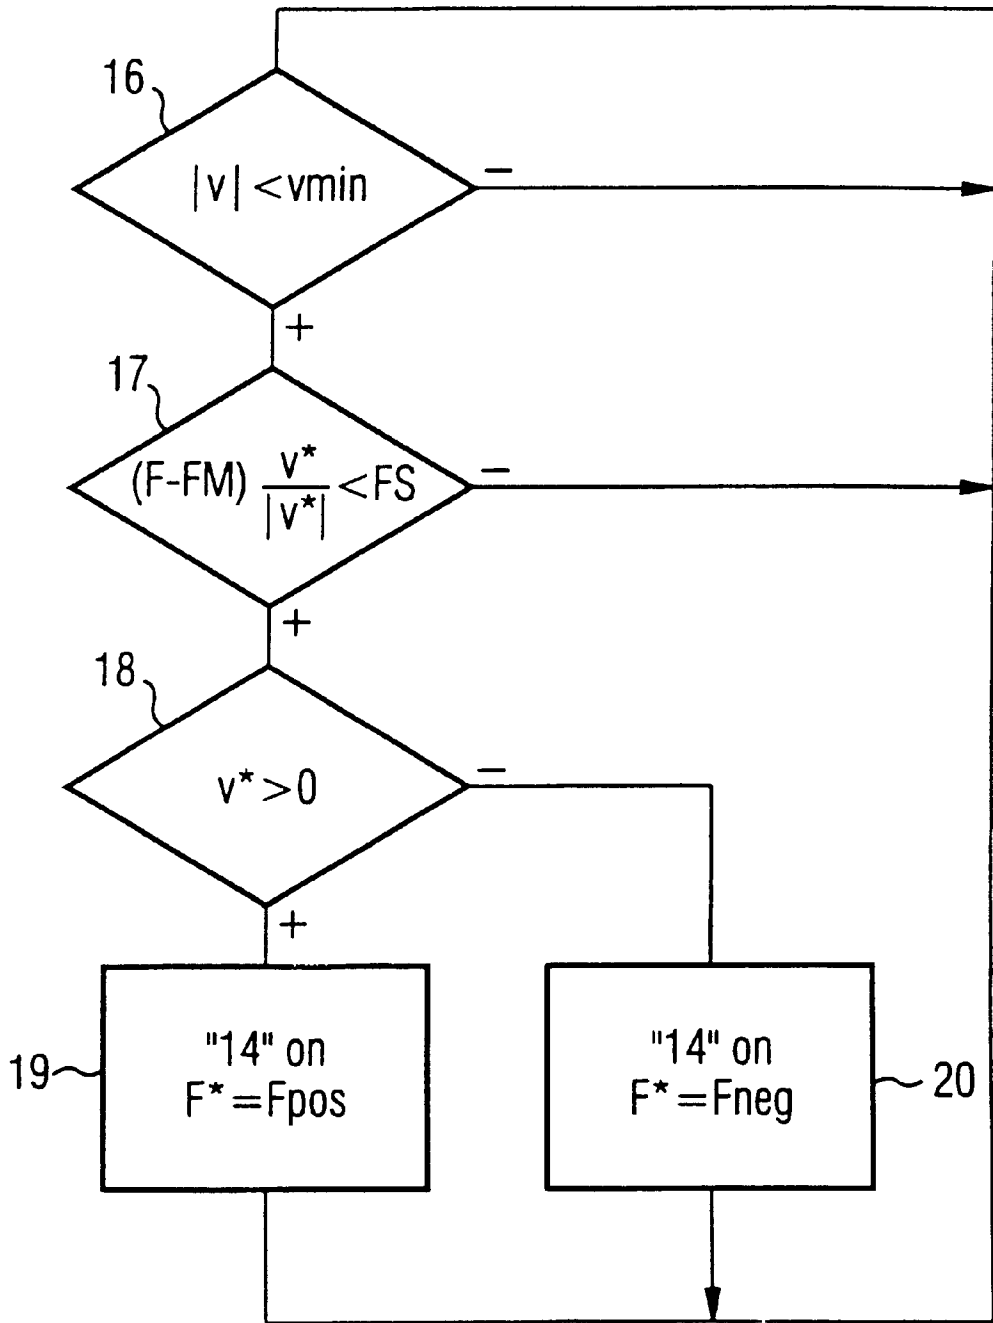 16
|v| <vmin
−
+
17
(F-FM) v*/|v*| <FS
−
+
18
v* >0
−
+
19
"14" on
F* =Fpos
"14" on
F* =Fneg
20